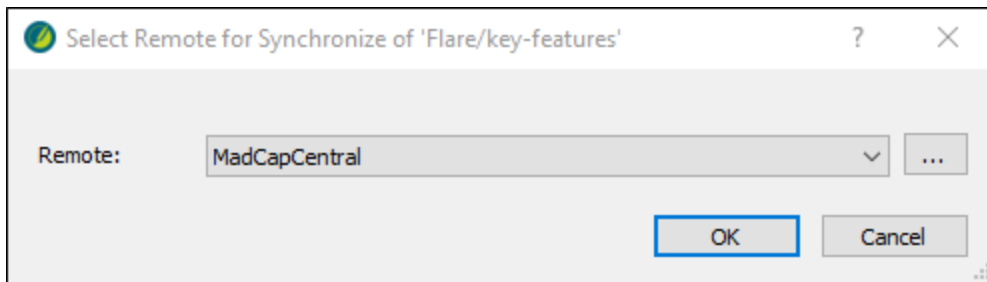 Select Remote for Synchronize of 'Flare/key-features'
?
Remote:
MadCapCentral
...
OK
Cancel